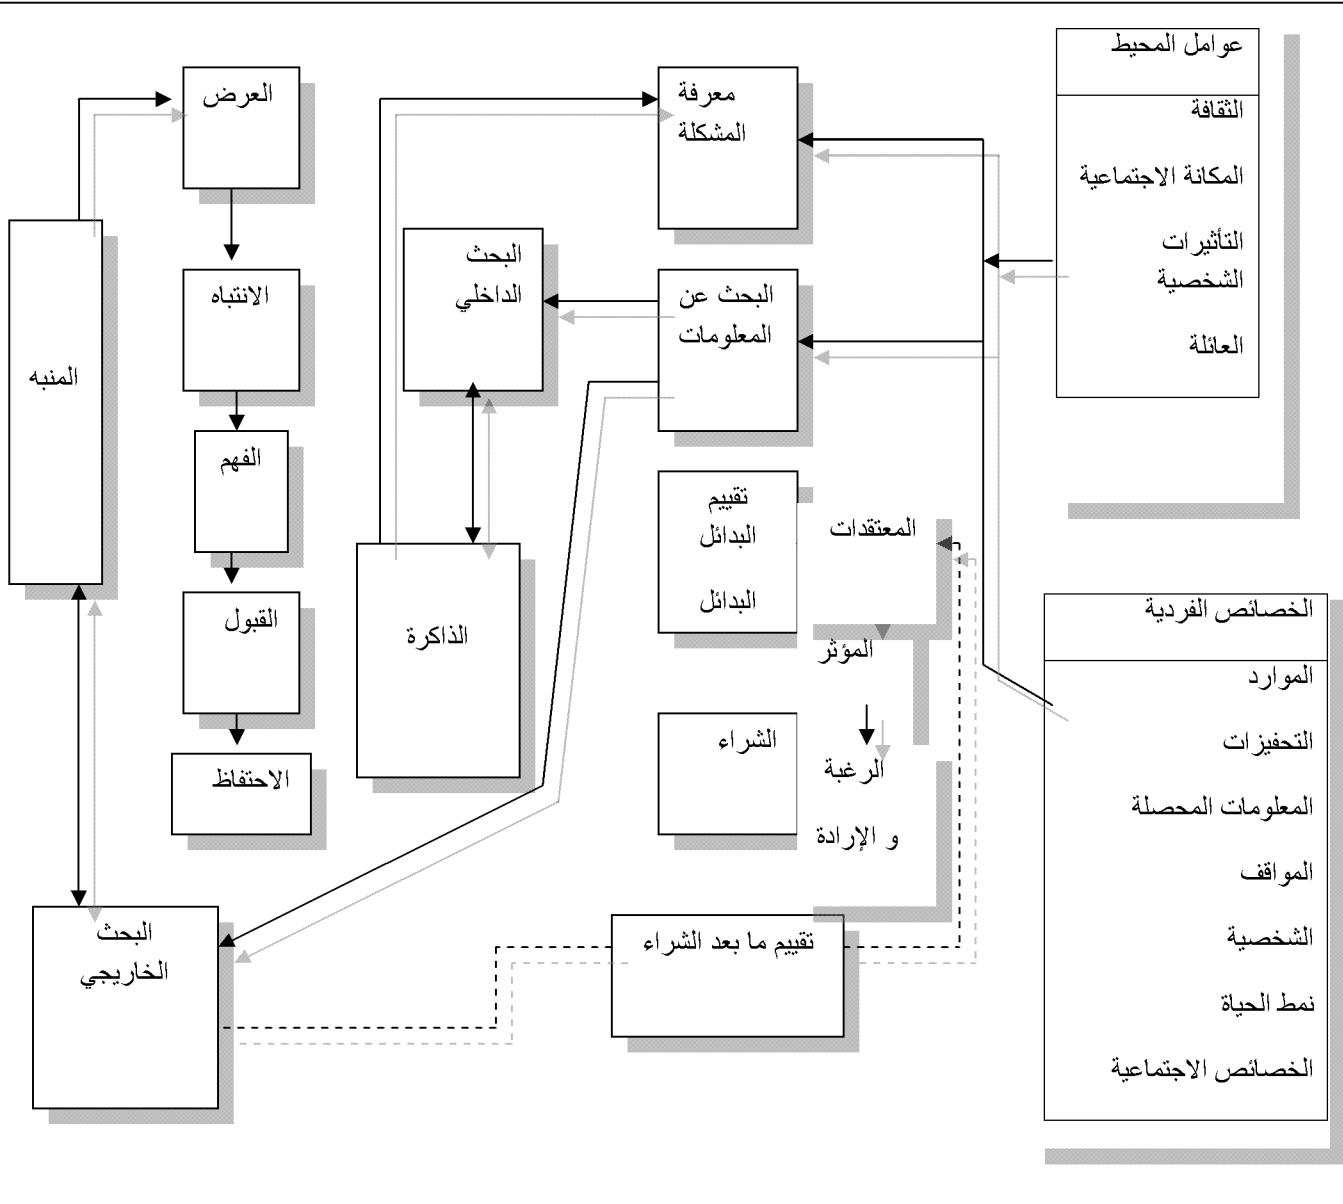 عوامل المحيط
الثقافة
المكانة الاجتماعية
التأثيرات
الشخصية
العائلة
الخصائص الفردية
الموارد
التحفيزات
المعلومات المحصلة
المواقف
الشخصية
نمط الحياة
الخصائص الاجتماعية
معرفة
المشكلة
البحث عن
المعلومات
تقييم
البدائل
البدائل
المعتقدات
المؤثر
الشراء
الرغبة
و الإرادة
تقييم ما بعد الشراء
البحث
الداخلي
الذاكرة
العرض
الانتباه
الفهم
القبول
الاحتفاظ
المنبه
البحث
الخاريجي